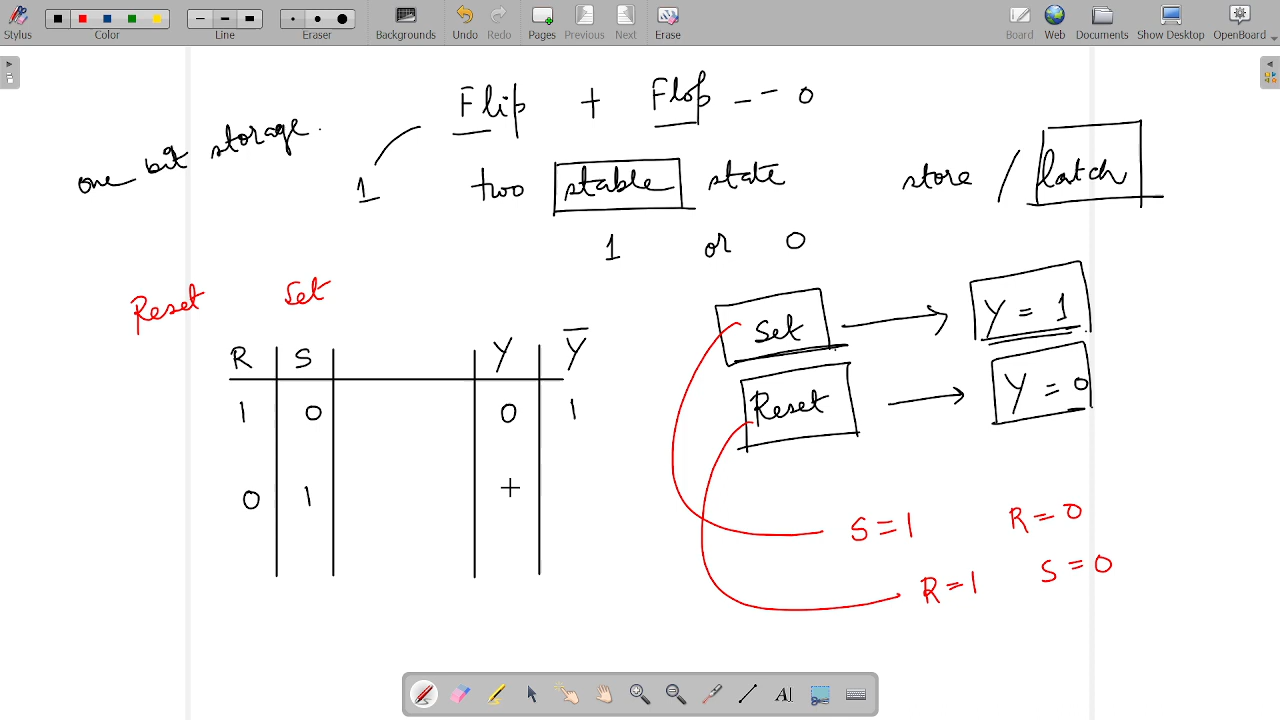 Stylus Color Line Eraser Backgrounds Undo Redo Pages Previous Next Erase Board Web Documents Show Desktop OpenBoard
Flip + Flop -- 0
one bit storage.
1 two stable state store / latch
1 or 0
Reset Set
Set → Y = 1
R S Y Y̅
Reset → Y = 0
1 0 0 1
0 1
S = 1 R = 0
R = 1 S = 0
AI